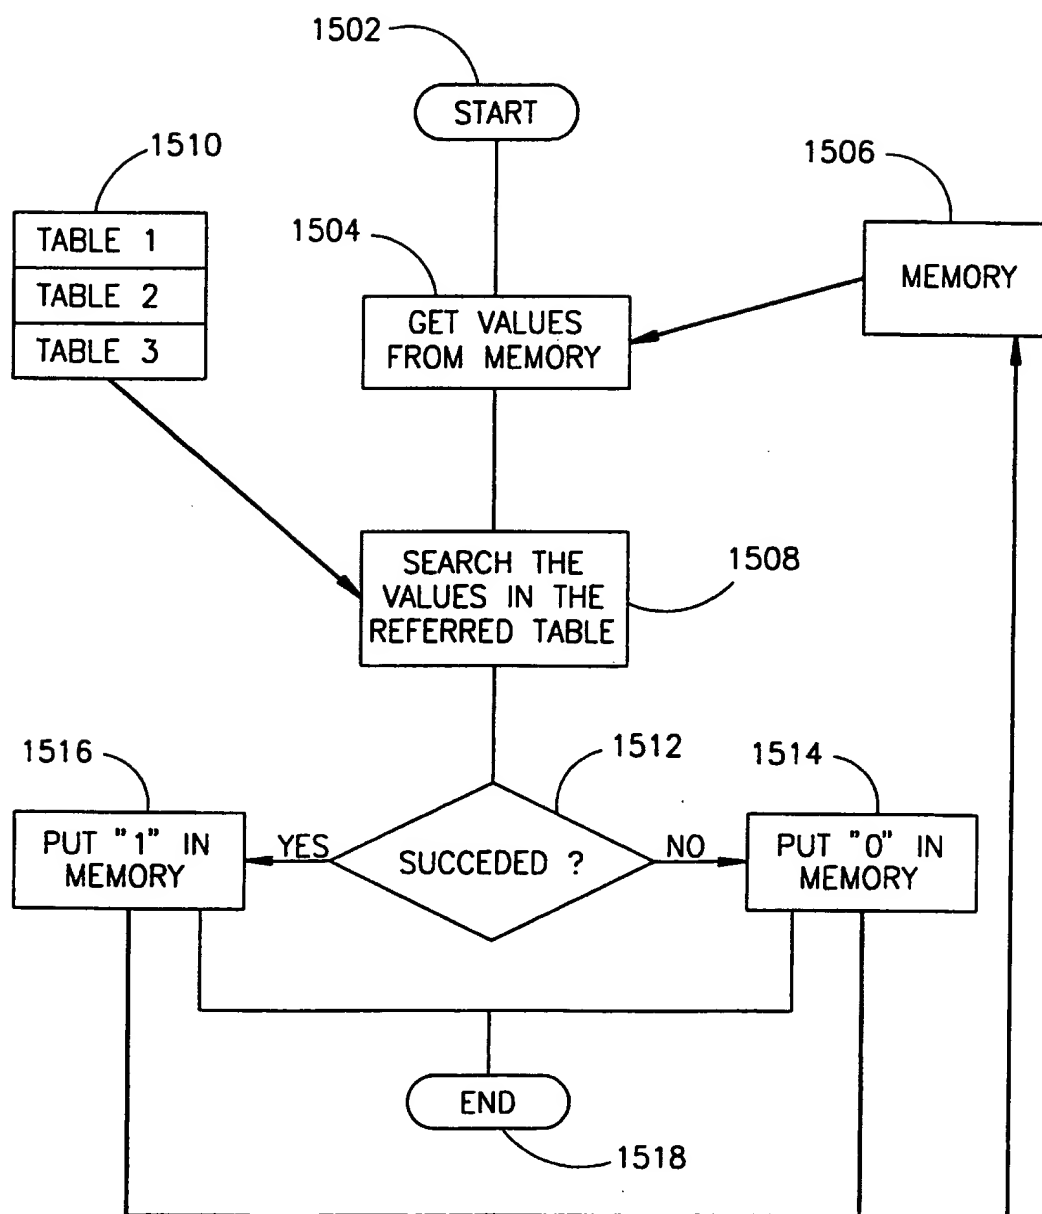 1502
START
1510
1506
TABLE 1
TABLE 2
TABLE 3
1504
GET VALUES
FROM MEMORY
MEMORY
SEARCH THE
VALUES IN THE
REFERRED TABLE
1508
1516
1512
1514
PUT "1" IN
MEMORY
YES
SUCCEDED ?
NO
PUT "0" IN
MEMORY
END
1518